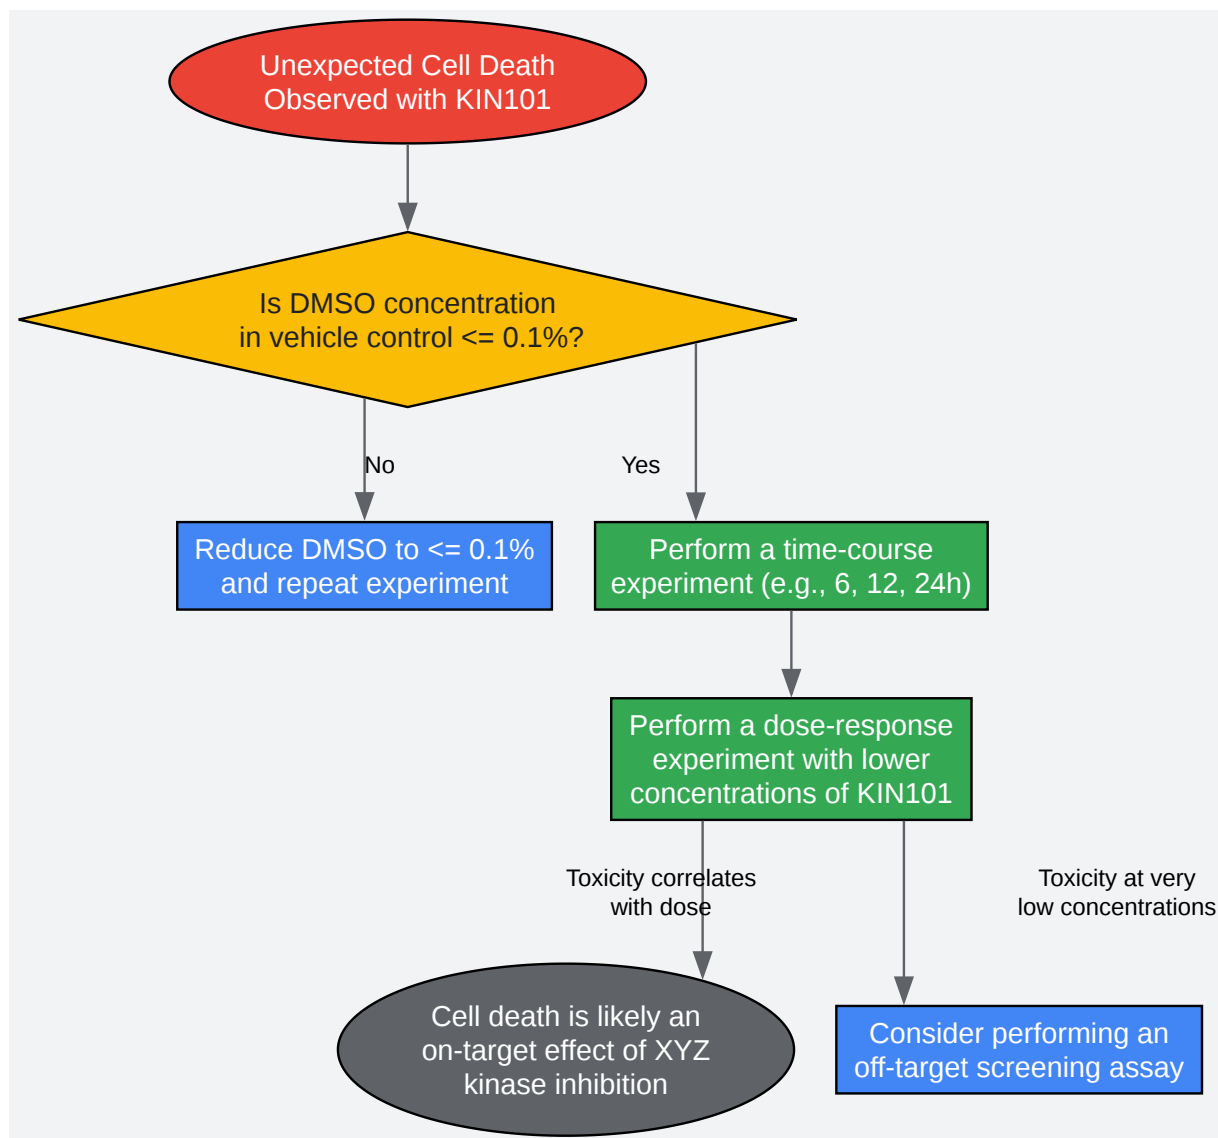 Unexpected Cell Death
Observed with KIN101
Is DMSO concentration
in vehicle control <= 0.1%?
No
Yes
Reduce DMSO to <= 0.1%
and repeat experiment
Perform a time-course
experiment (e.g., 6, 12, 24h)
Perform a dose-response
experiment with lower
concentrations of KIN101
Toxicity correlates
with dose
Toxicity at very
low concentrations
Cell death is likely an
on-target effect of XYZ
kinase inhibition
Consider performing an
off-target screening assay